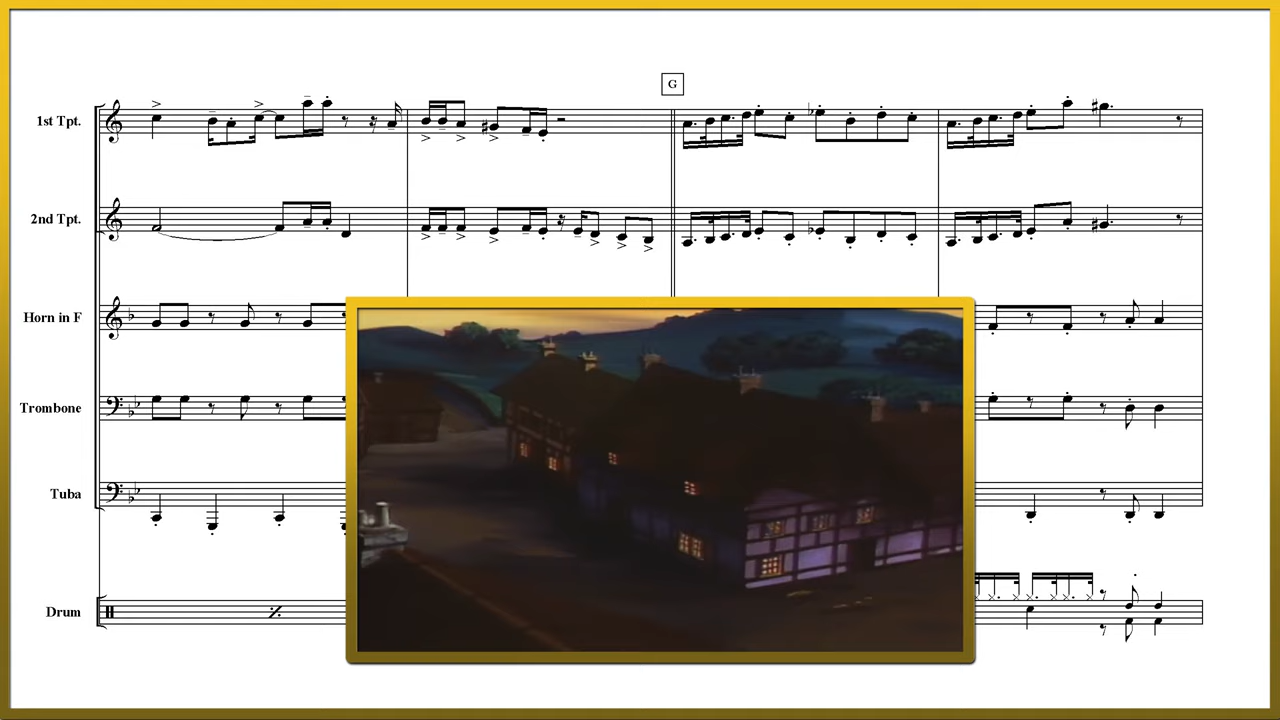 G
1st Tpt.
2nd Tpt.
Horn in F
Trombone
Tuba
Drum